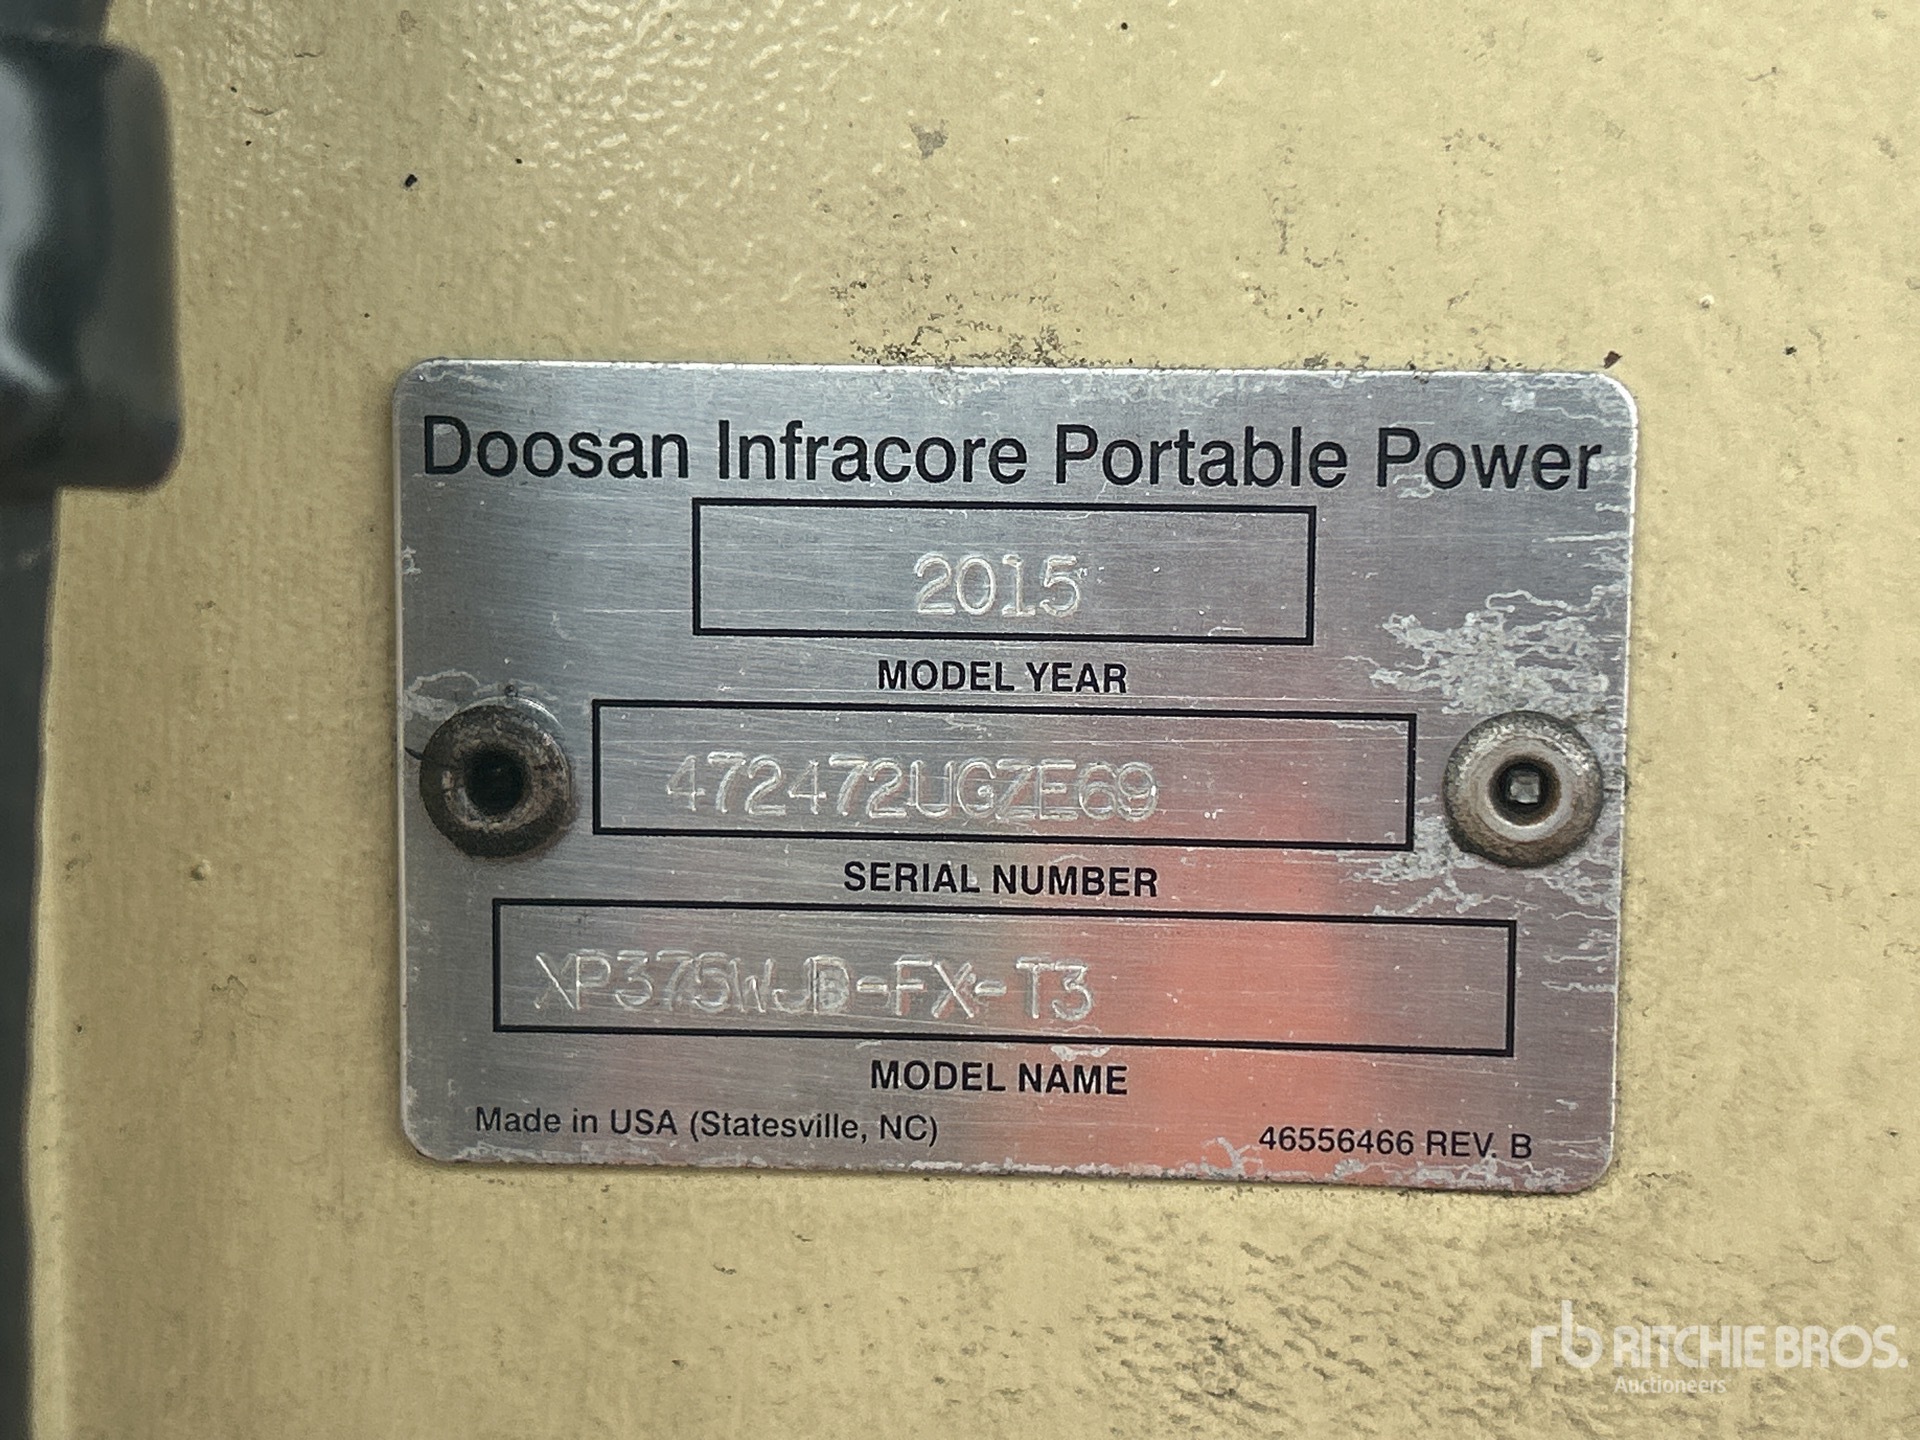 Doosan Infracore Portable Power
2015
MODEL YEAR
472472UGZE69
SERIAL NUMBER
XP375WJD-FX-T3
MODEL NAME
Made in USA (Statesville, NC)
46556466 REV. B
rb RITCHIE BROS.
Auctioneers